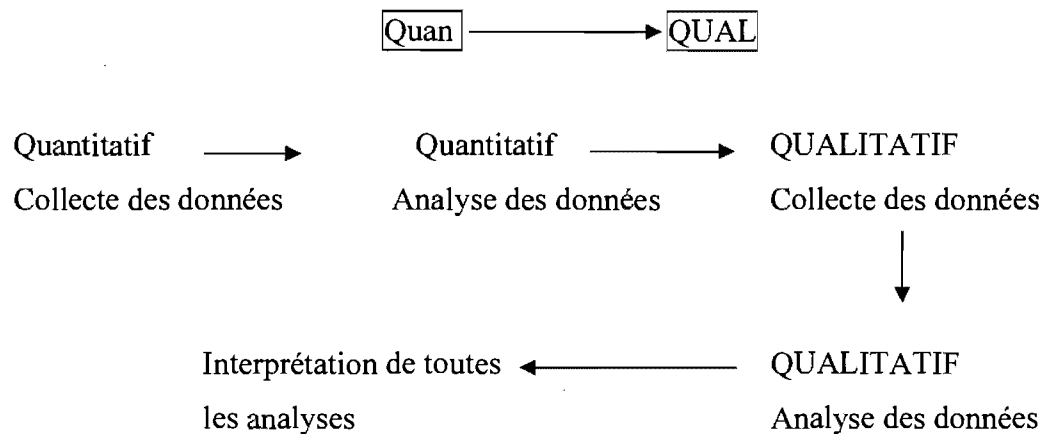 Quan QUAL
Quantitatif Quantitatif QUALITATIF
Collecte des données Analyse des données Collecte des données
Interprétation de toutes QUALITATIF
les analyses Analyse des données